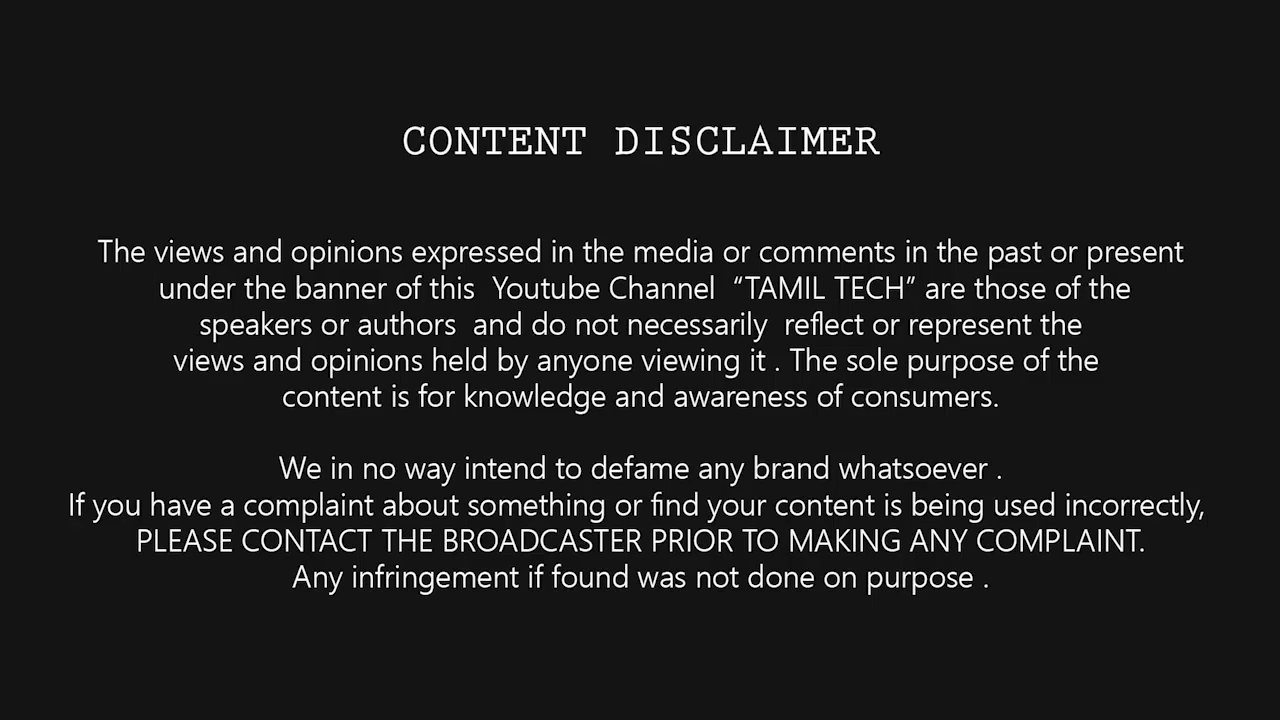 CONTENT DISCLAIMER
The views and opinions expressed in the media or comments in the past or present
under the banner of this  Youtube Channel  “TAMIL TECH” are those of the
speakers or authors  and do not necessarily  reflect or represent the
views and opinions held by anyone viewing it . The sole purpose of the
content is for knowledge and awareness of consumers.
We in no way intend to defame any brand whatsoever .
If you have a complaint about something or find your content is being used incorrectly,
PLEASE CONTACT THE BROADCASTER PRIOR TO MAKING ANY COMPLAINT.
Any infringement if found was not done on purpose .